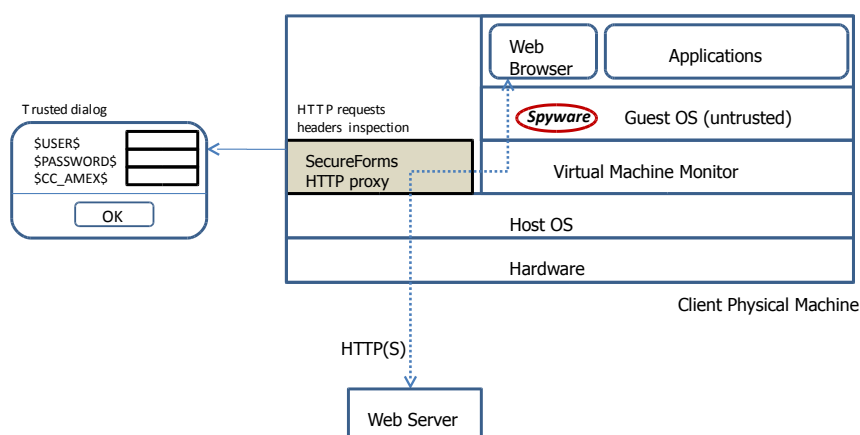 Trusted dialog
$USER$
$PASSWORD$
$CC_AMEX$
OK
HTTP requests
headers inspection
SecureForms
HTTP proxy
Web
Browser
Applications
Spyware
Guest OS (untrusted)
Virtual Machine Monitor
Host OS
Hardware
Client Physical Machine
HTTP(S)
Web Server